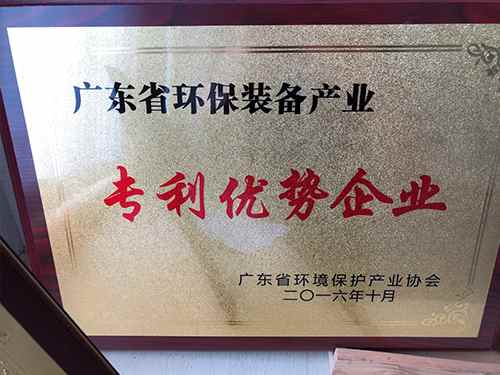 广东省环保装备产业
专利优势企业
广东省环境保护产业协会
二〇一六年十月